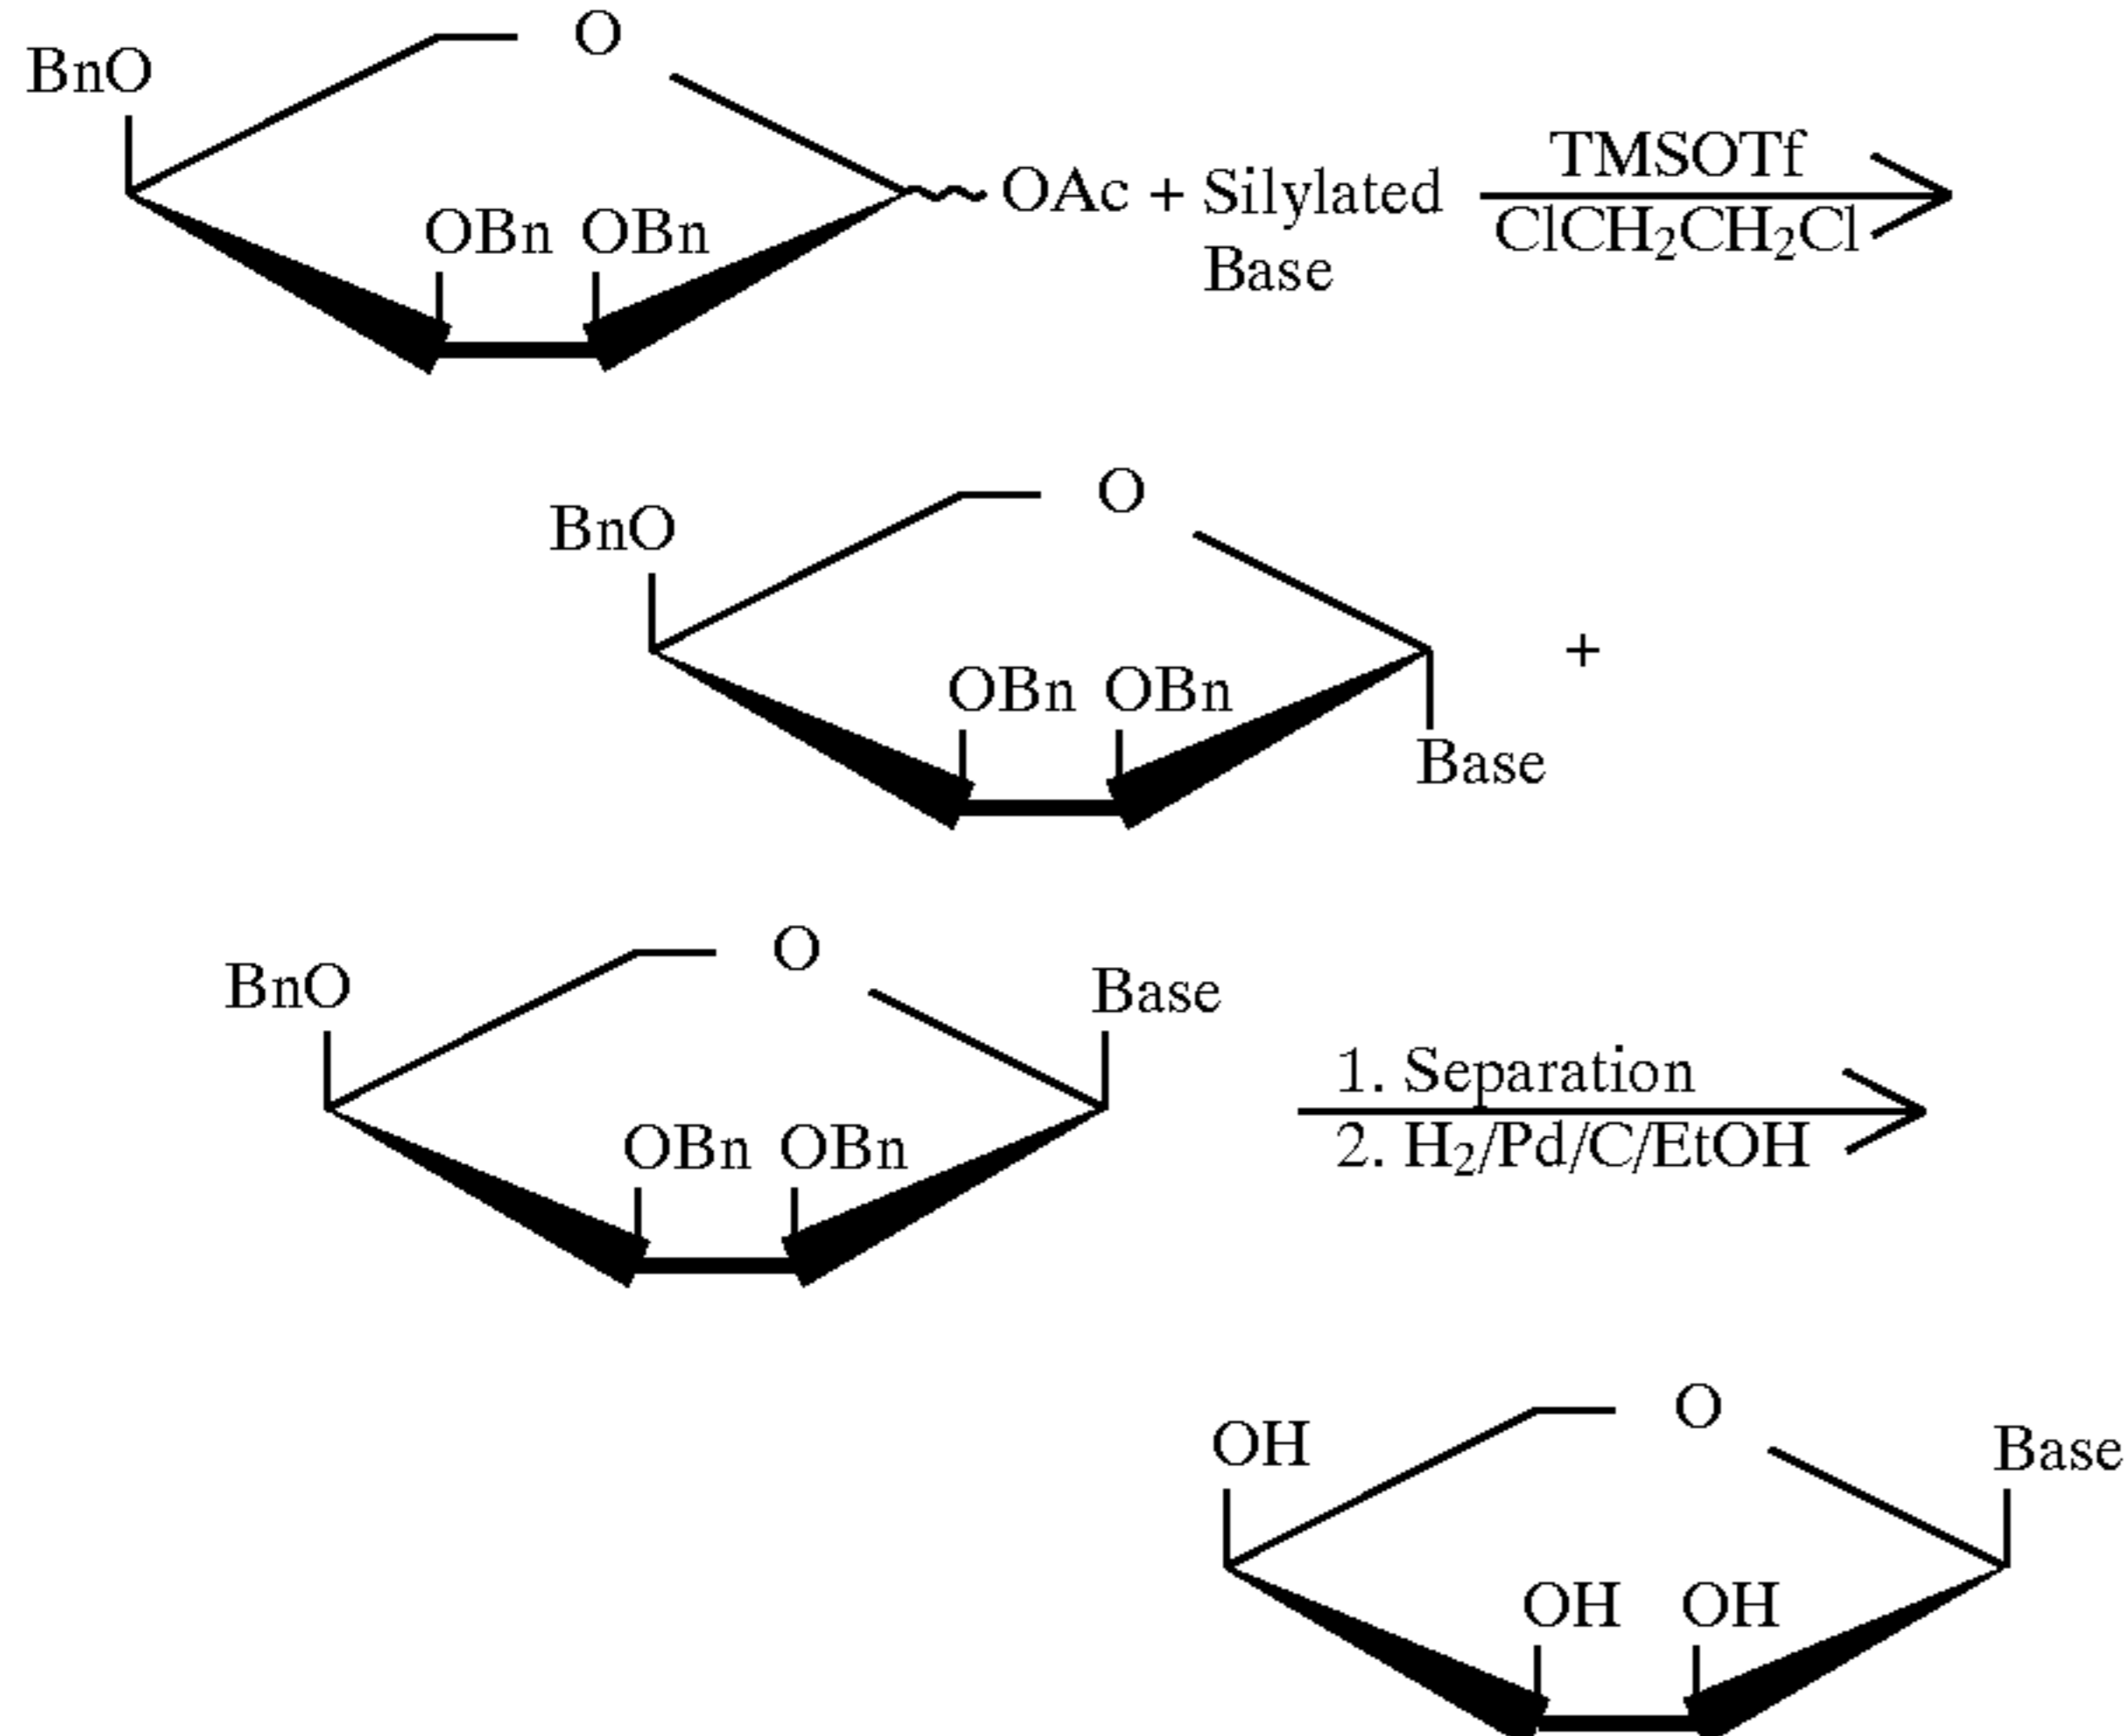 O
BnO
OAc + Silylated
Base
TMSOTf
ClCH₂CH₂Cl
OBn OBn
O
BnO
+
OBn OBn
Base
O
BnO
Base
OBn OBn
1. Separation
2. H₂/Pd/C/EtOH
O
OH
Base
OH OH